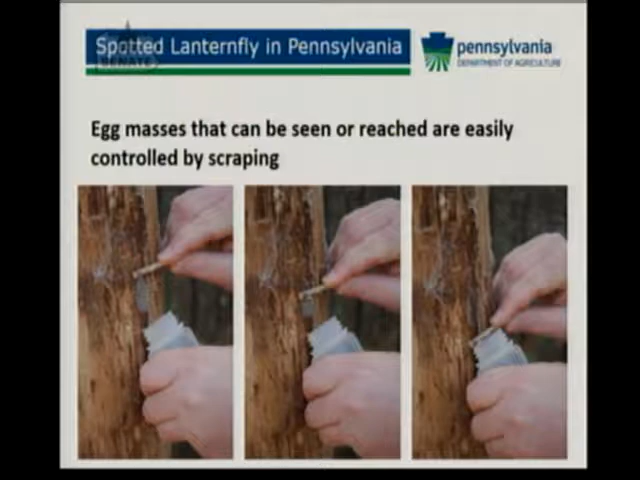 Spotted Lanternfly in Pennsylvania
SENATE
pennsylvania
DEPARTMENT OF AGRICULTURE
Egg masses that can be seen or reached are easily
controlled by scraping